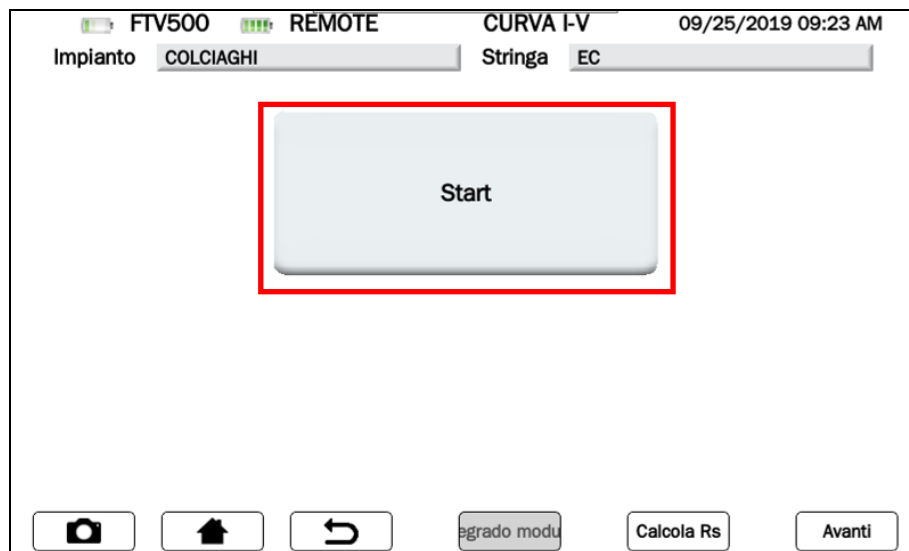 FTV500 REMOTE CURVA I-V 09/25/2019 09:23 AM
Impianto COLCIAGHI Stringa EC
Start
egrado modu Calcola Rs Avanti